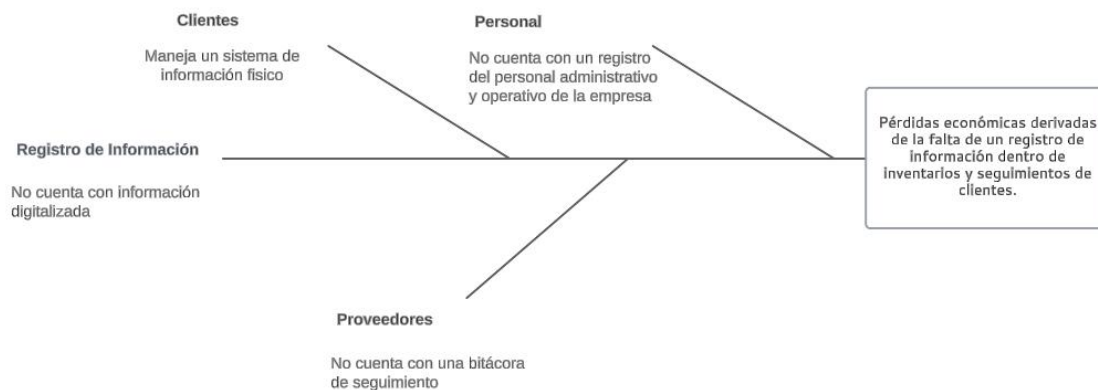 Clientes
Maneja un sistema de
información físico
Personal
No cuenta con un registro
del personal administrativo
y operativo de la empresa
Registro de Información
No cuenta con información
digitalizada
Pérdidas económicas derivadas
de la falta de un registro de
información dentro de
inventarios y seguimientos de
clientes.
Proveedores
No cuenta con una bitácora
de seguimiento